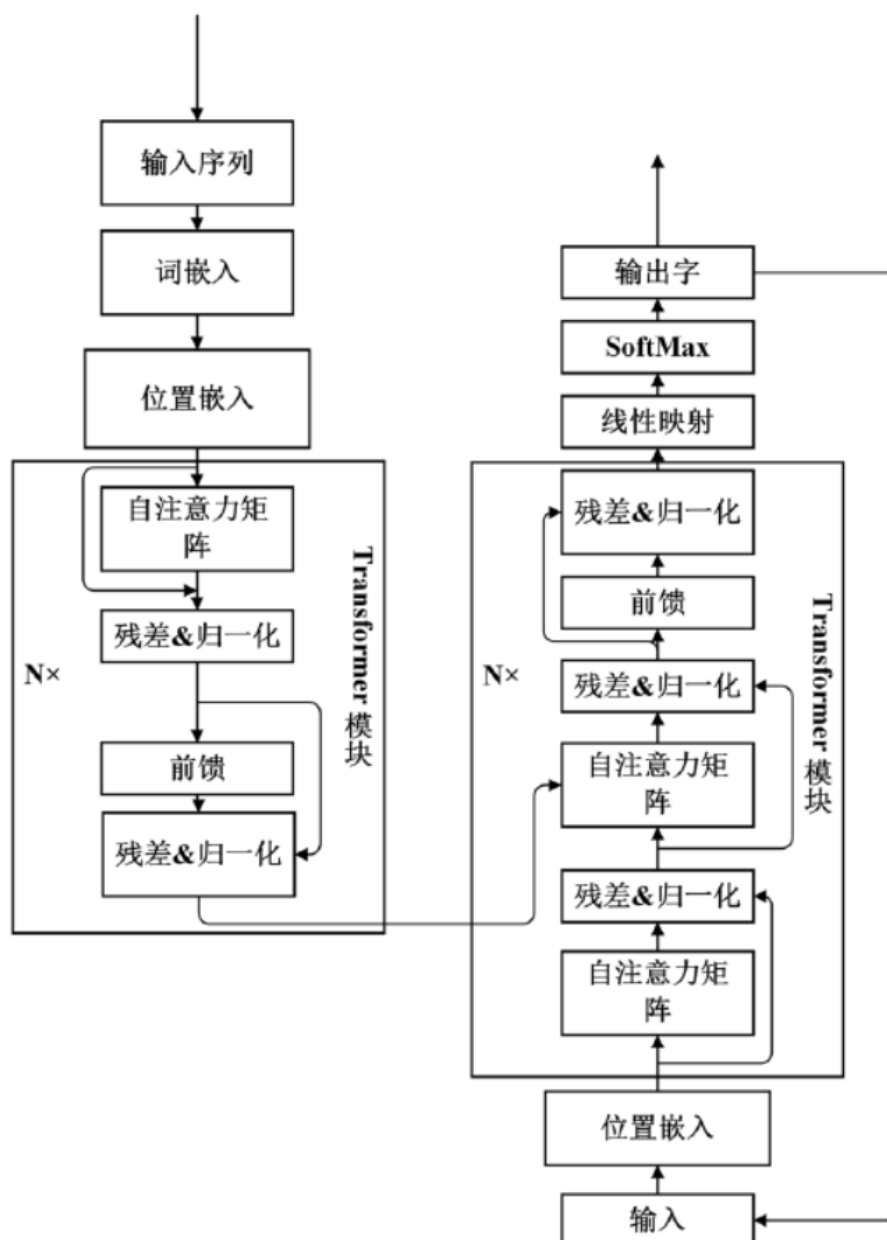 输入序列
词嵌入
位置嵌入
自注意力矩
阵
残差&归一化
N×
前馈
残差&归一化
Transformer 模块
输出字
SoftMax
线性映射
残差&归一化
前馈
残差&归一化
N×
自注意力矩
阵
残差&归一化
自注意力矩
阵
Transformer 模块
位置嵌入
输入